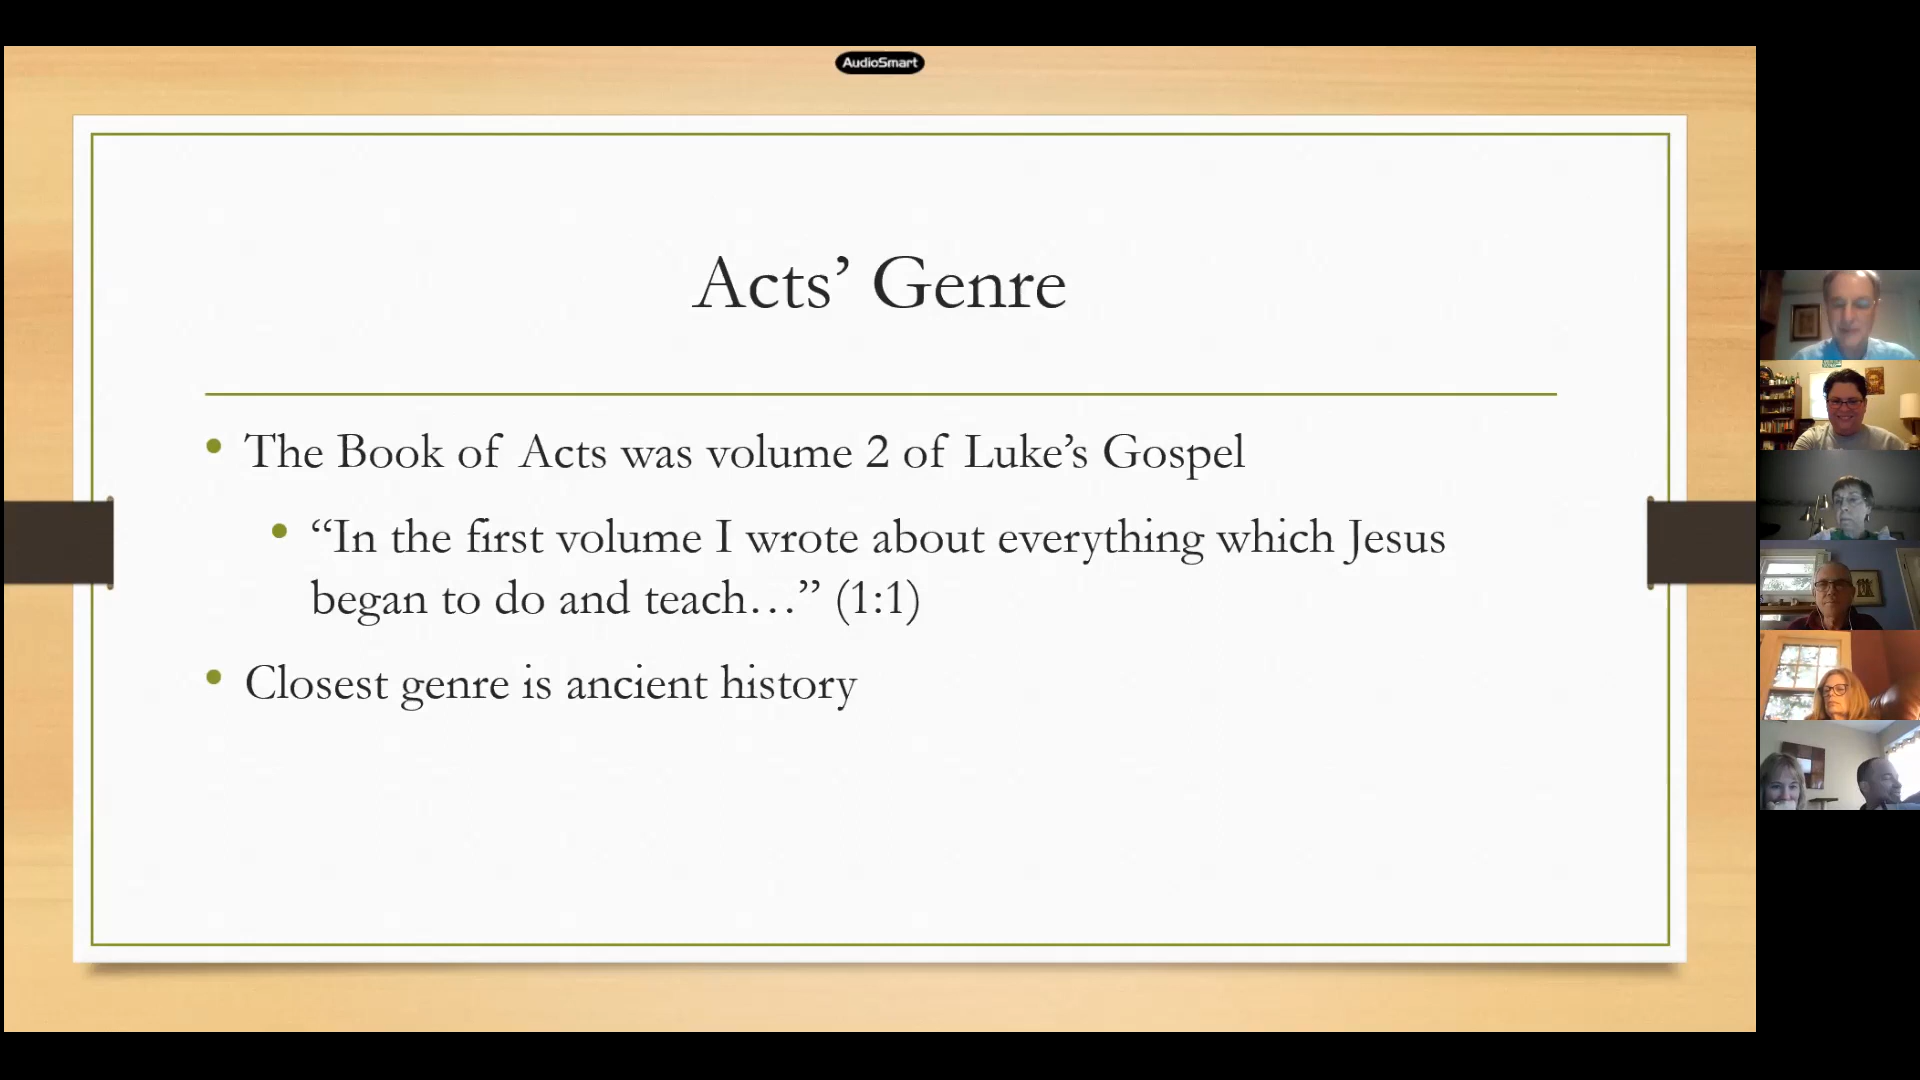 AudioSmart
Acts’ Genre
• The Book of Acts was volume 2 of Luke’s Gospel
• “In the first volume I wrote about everything which Jesus
began to do and teach…” (1:1)
• Closest genre is ancient history